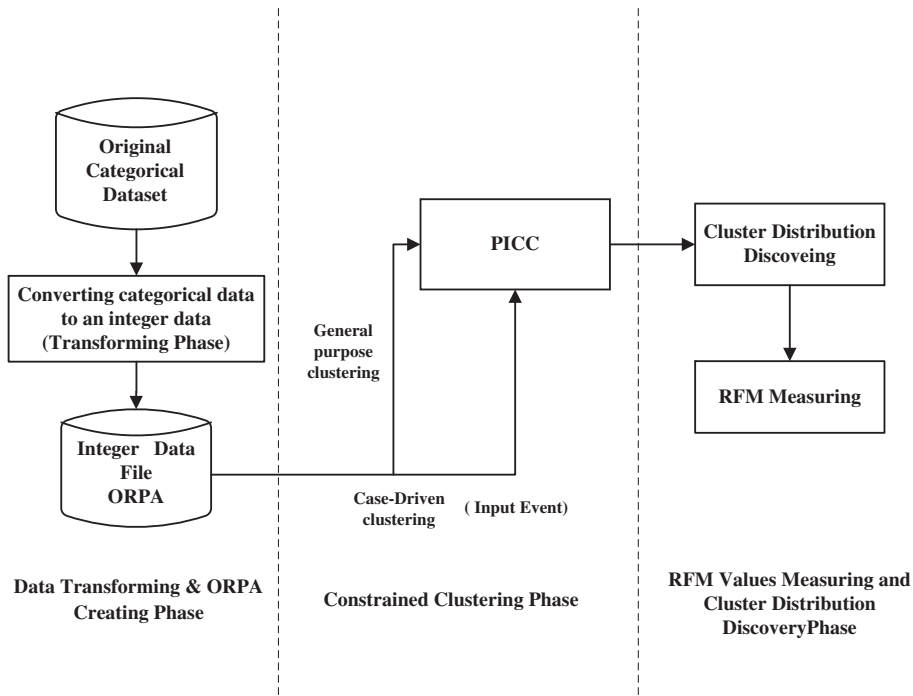 Original
Categorical
Dataset
Converting categorical data
to an integer data
(Transforming Phase)
Integer Data
File
ORPA
Data Transforming & ORPA
Creating Phase
PICC
General
purpose
clustering
Case-Driven
clustering
( Input Event)
Constrained Clustering Phase
Cluster Distribution
Discoveing
RFM Measuring
RFM Values Measuring and
Cluster Distribution
DiscoveryPhase